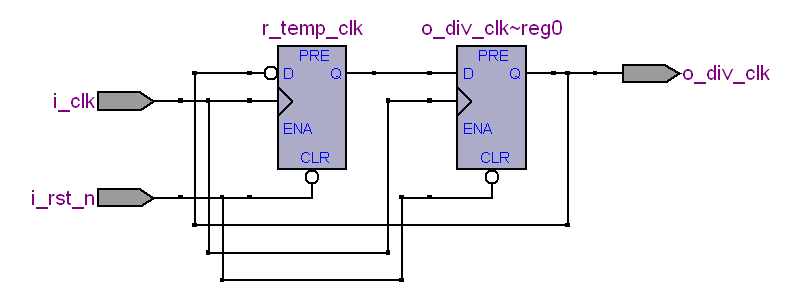 r_temp_clk
o_div_clk~reg0
PRE
D
Q
ENA
CLR
PRE
D
Q
ENA
CLR
i_clk
i_rst_n
o_div_clk